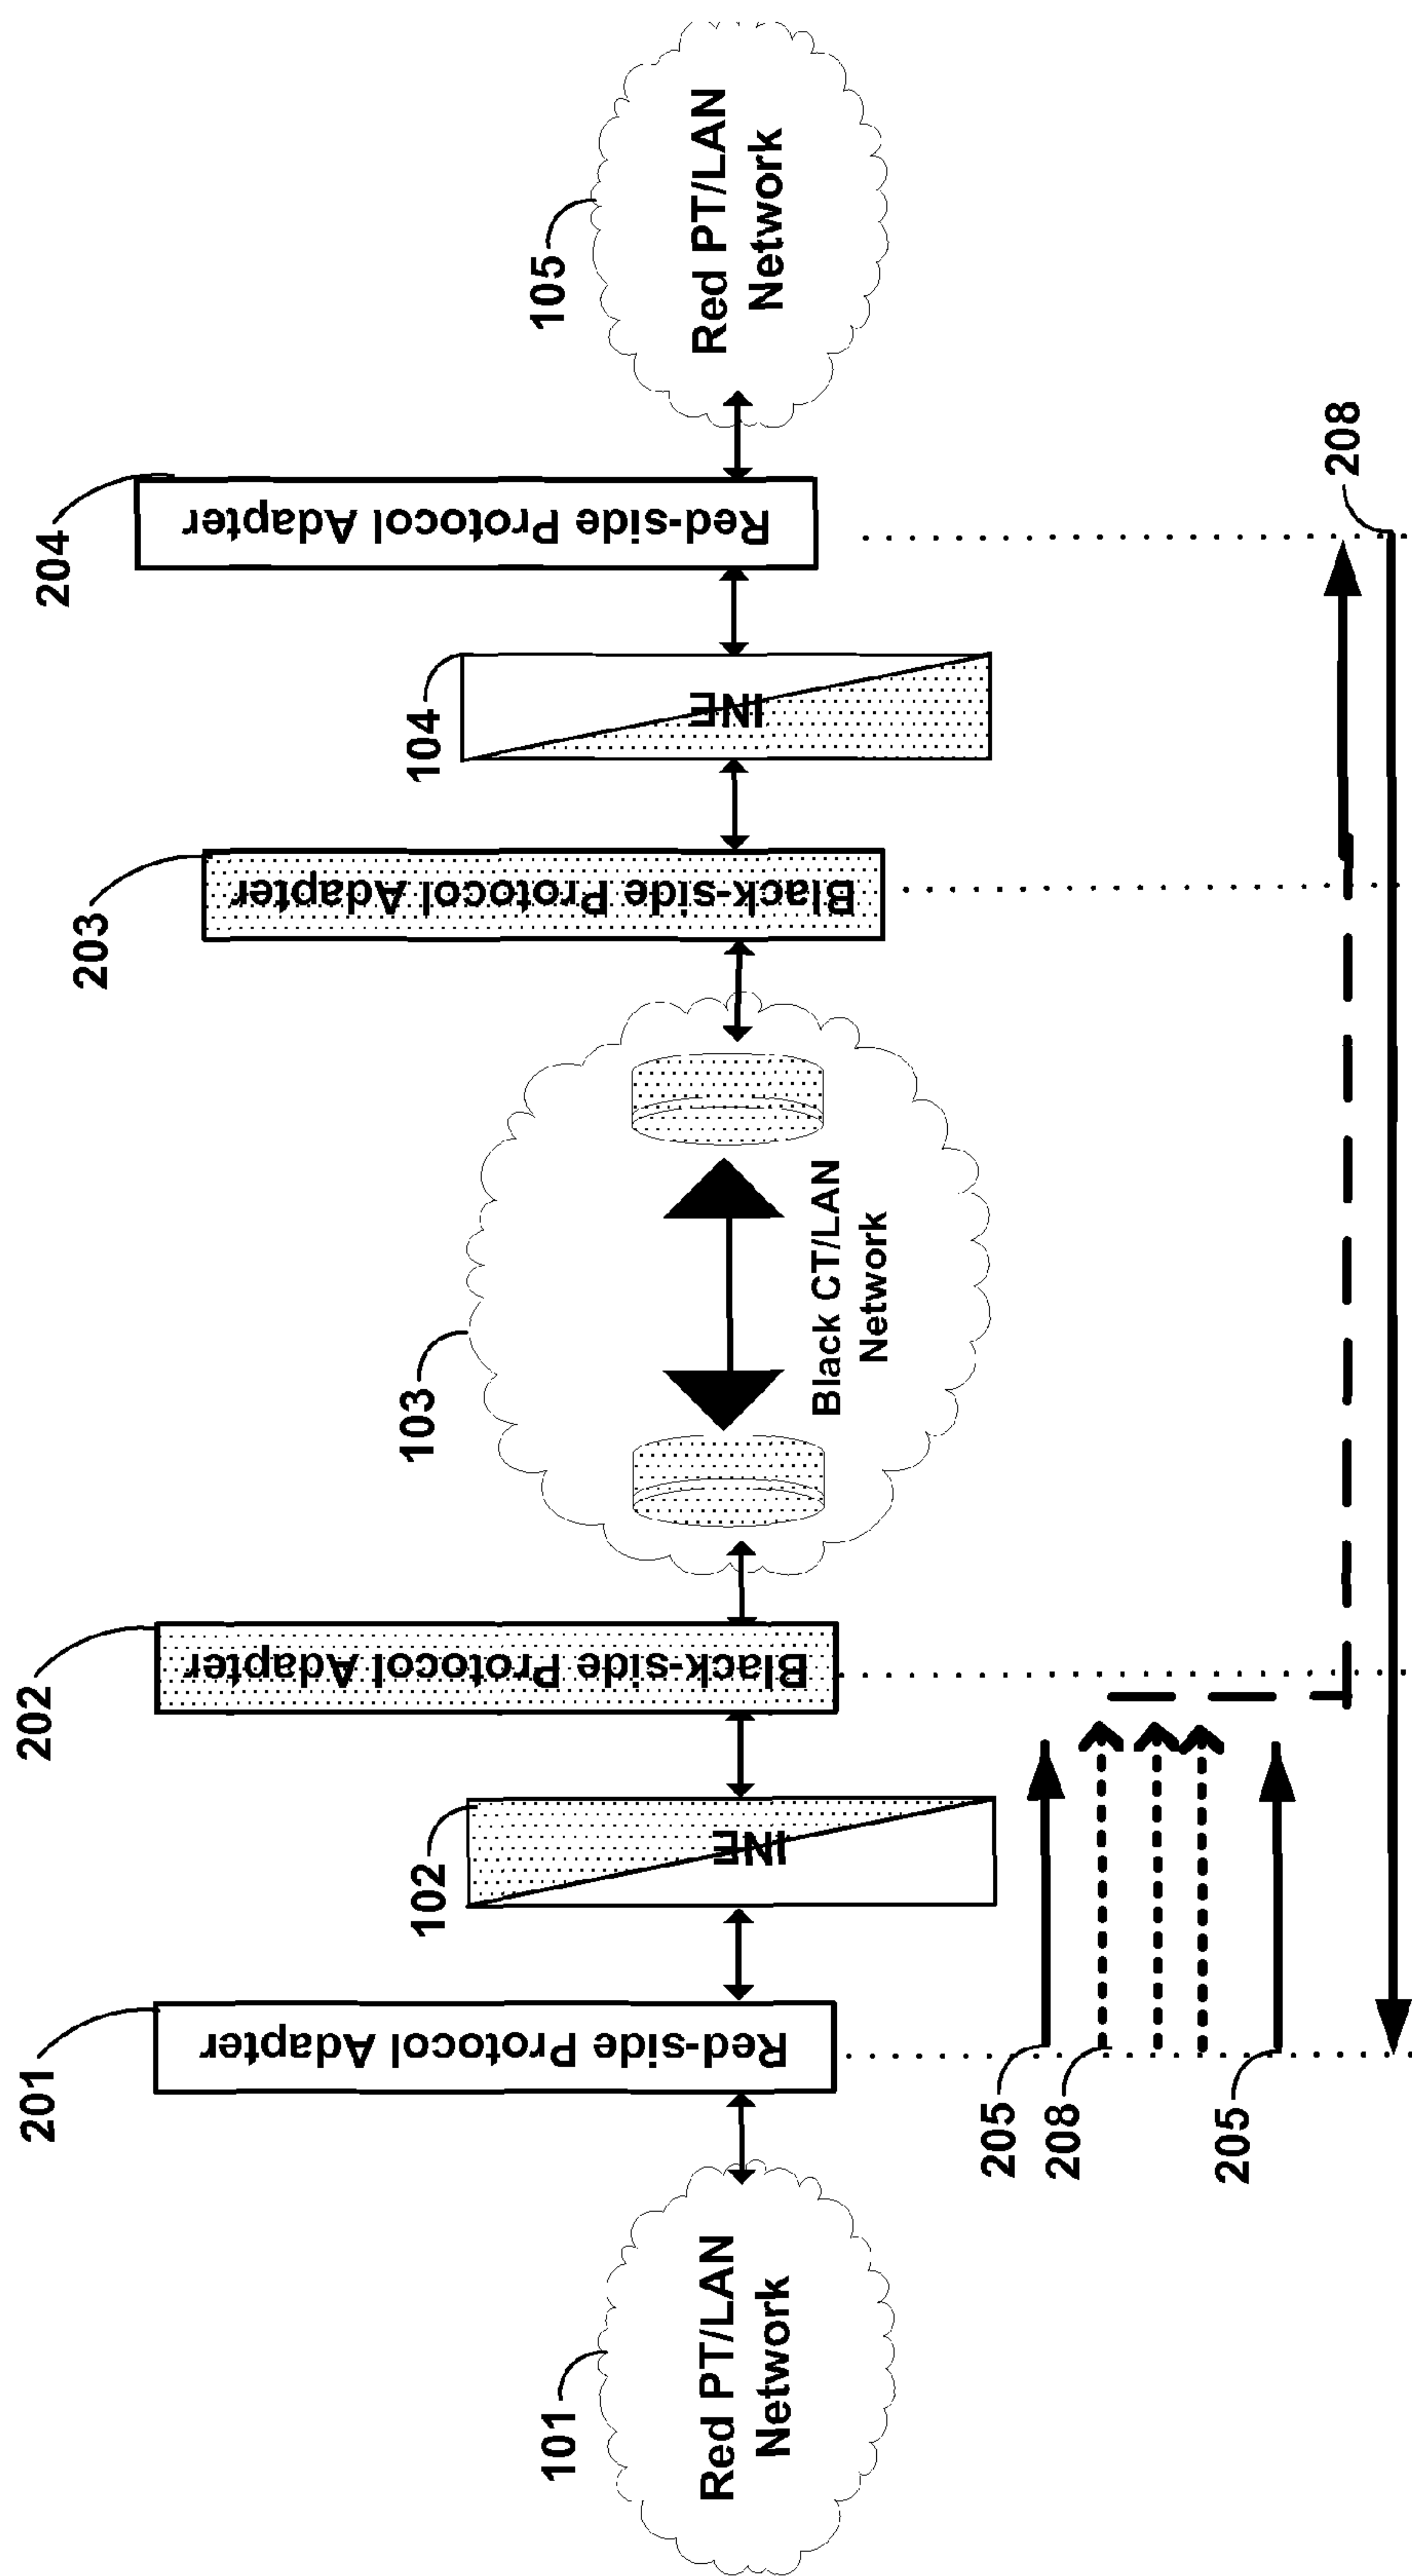 101
Red PT/LAN
Network
201
Red-side Protocol Adapter
102
INE
202
Black-side Protocol Adapter
103
Black CT/LAN
Network
203
Black-side Protocol Adapter
104
INE
204
Red-side Protocol Adapter
105
Red PT/LAN
Network
205
208
205
208